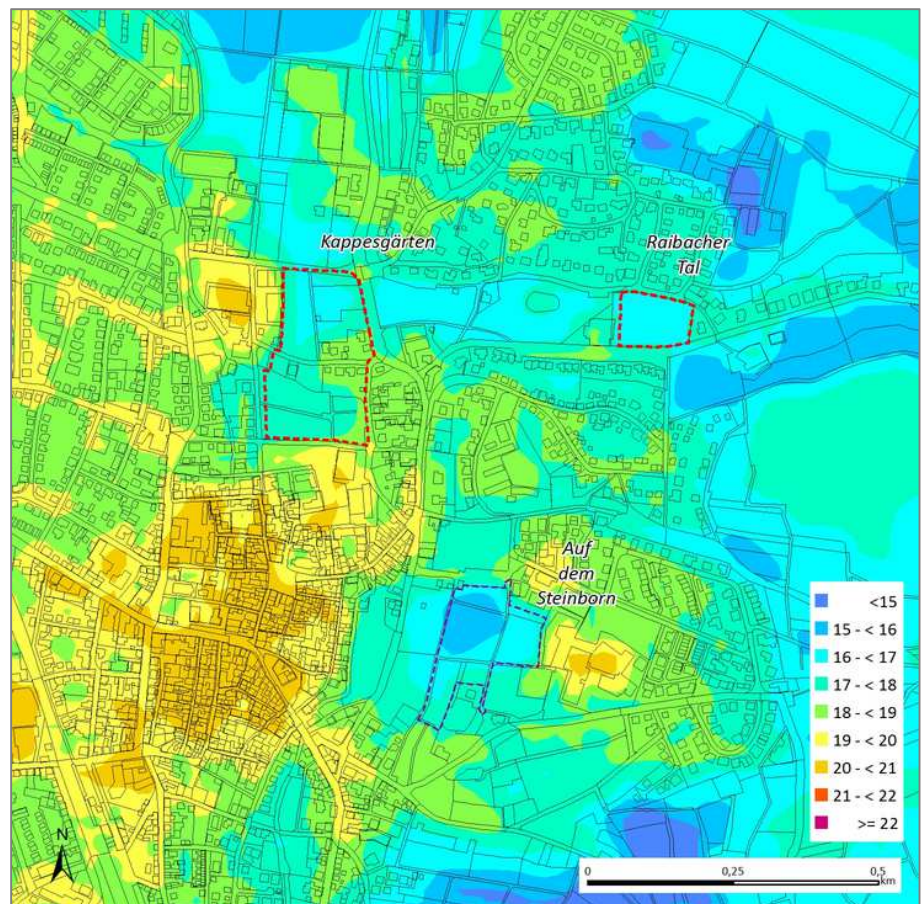 Kappesgärten
Raibacher
Tal
Auf
dem
Steinborn
<15
15 - < 16
16 - < 17
17 - < 18
18 - < 19
19 - < 20
20 - < 21
21 - < 22
>= 22
N
0 0,25 0,5
km